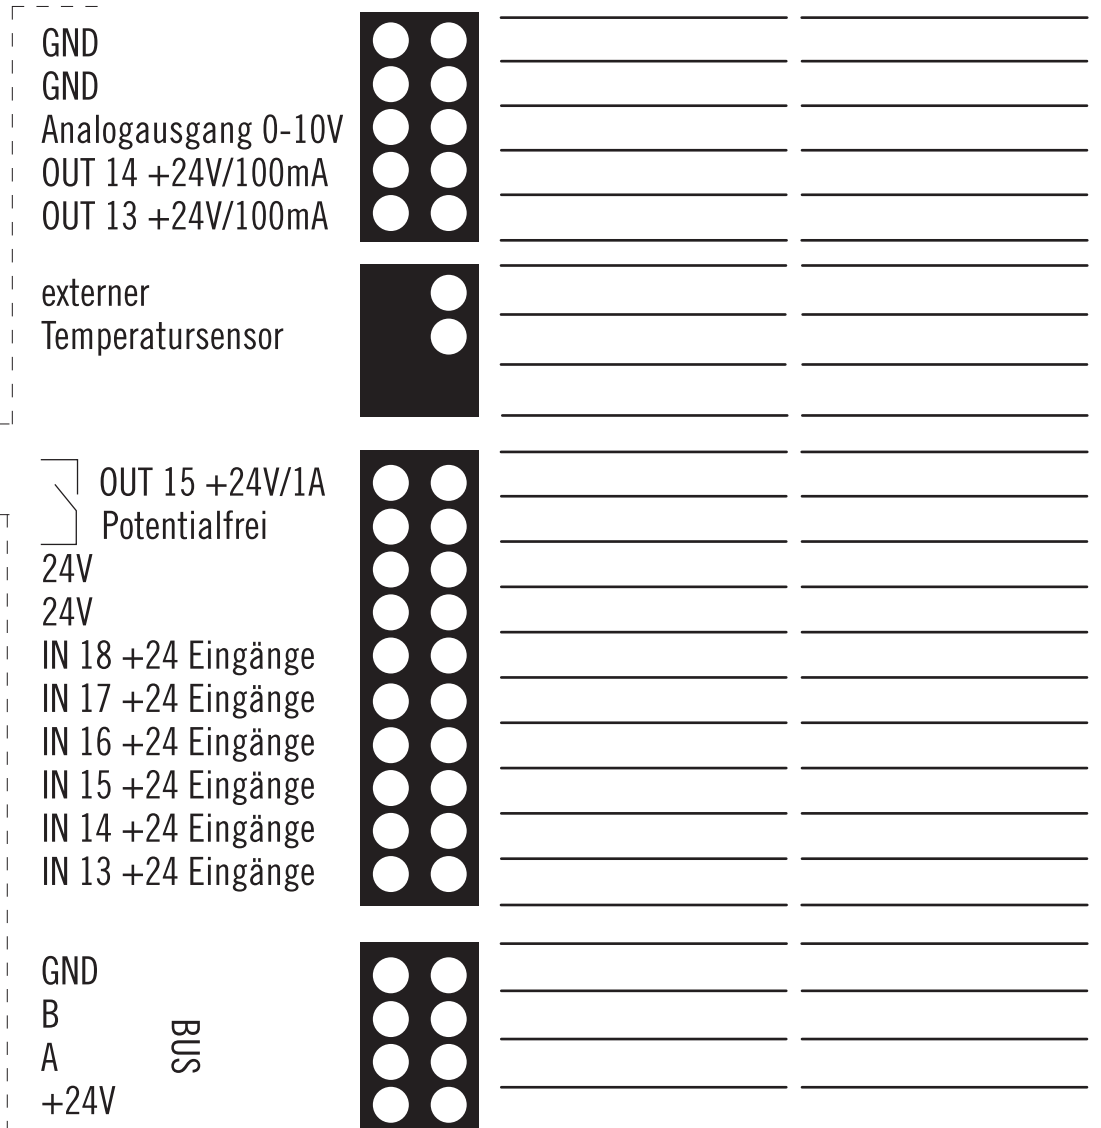 GND
GND
Analogausgang 0-10V
OUT 14 +24V/100mA
OUT 13 +24V/100mA
externer
Temperatursensor
OUT 15 +24V/1A
Potentialfrei
24V
24V
IN 18 +24 Eingänge
IN 17 +24 Eingänge
IN 16 +24 Eingänge
IN 15 +24 Eingänge
IN 14 +24 Eingänge
IN 13 +24 Eingänge
GND
B
A
+24V
BUS